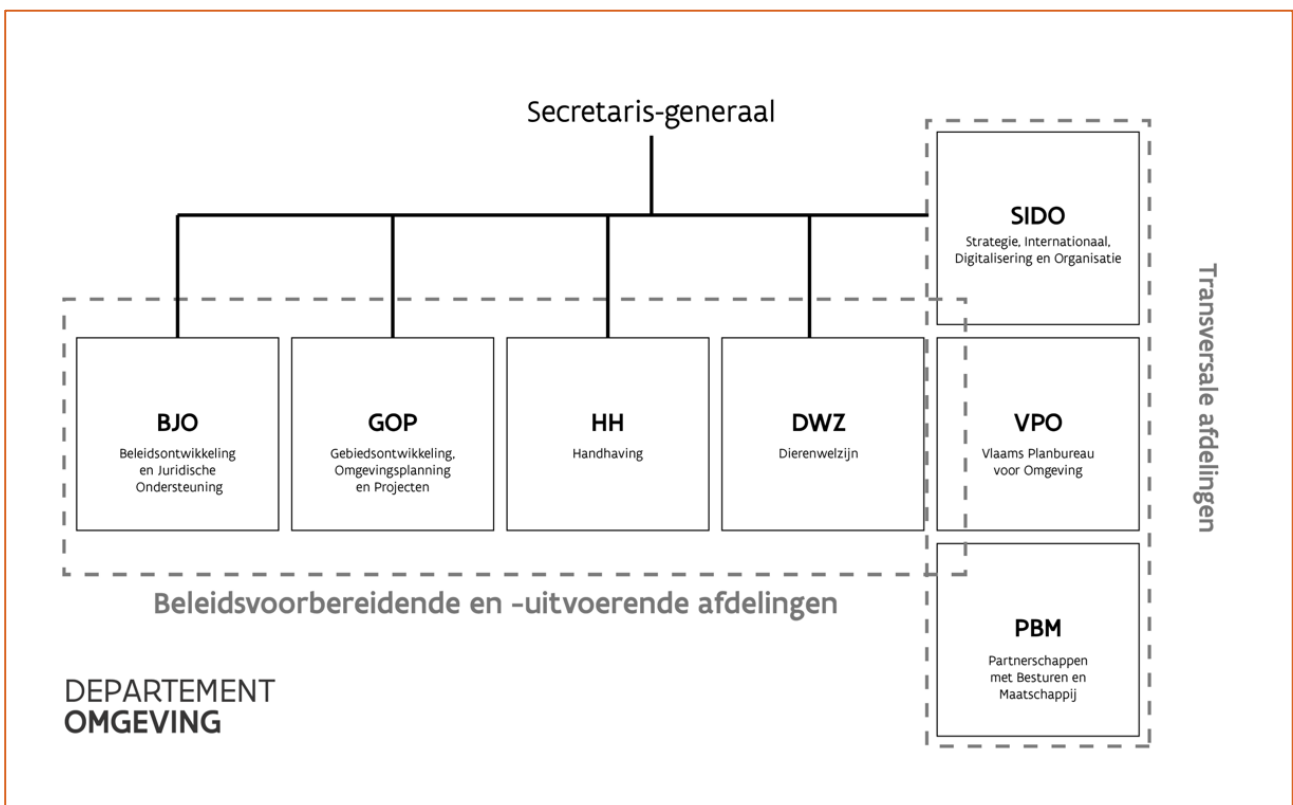 Secretaris-generaal
SIDO
Strategie, Internationaal,
Digitalisering en Organisatie
Transversale afdelingen
BJO
Beleidsontwikkeling
en Juridische
Ondersteuning
GOP
Gebiedsontwikkeling,
Omgevingsplanning
en Projecten
HH
Handhaving
DWZ
Dierenwelzijn
VPO
Vlaams Planbureau
voor Omgeving
Beleidsvoorbereidende en -uitvoerende afdelingen
PBM
Partnerschappen
met Besturen en
Maatschappij
DEPARTEMENT
OMGEVING